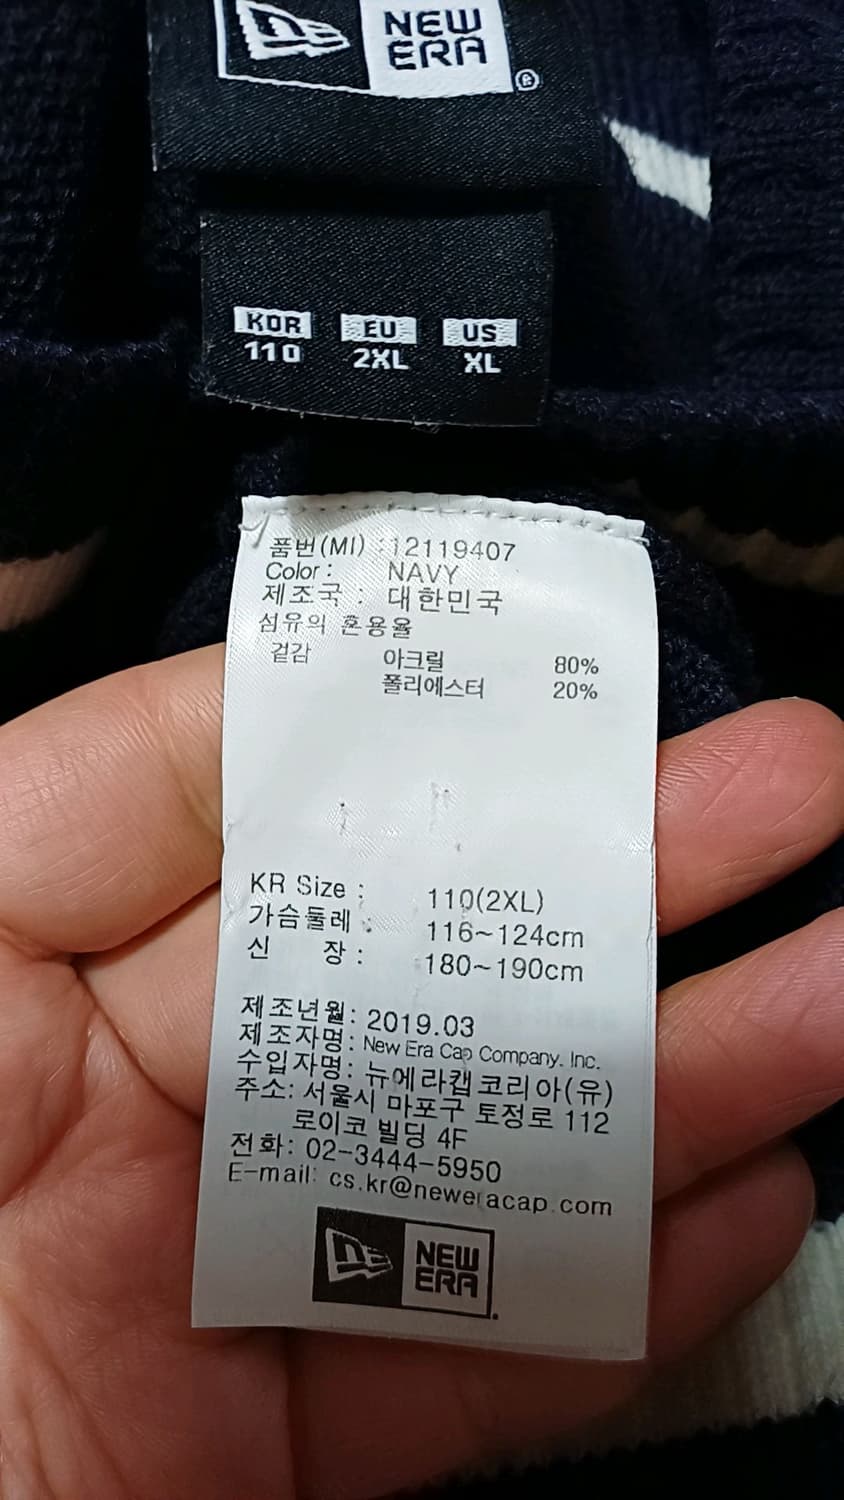 NEW
ERA
®
KOR EU US
110 2XL XL
품번(MI) :12119407
Color : NAVY
제조국 : 대한민국
섬유의 혼용율
겉감 아크릴 80%
폴리에스터 20%
KR Size : 110(2XL)
가슴둘레 : 116~124cm
신 장 : 180~190cm
제조년월: 2019.03
제조자명: New Era Cap Company. Inc.
수입자명: 뉴에라캡코리아(유)
주소: 서울시 마포구 토정로 112
로이코 빌딩 4F
전화: 02-3444-5950
E-mail: cs.kr@neweracap.com
NEW
ERA